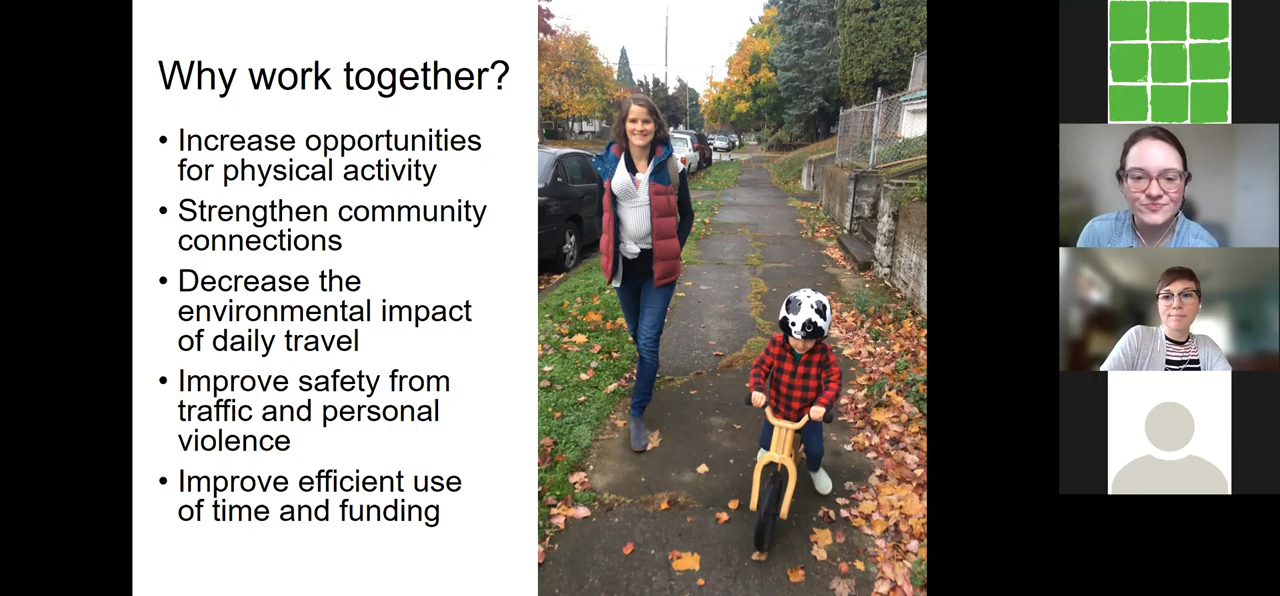 Why work together?
• Increase opportunities
for physical activity
• Strengthen community
connections
• Decrease the
environmental impact
of daily travel
• Improve safety from
traffic and personal
violence
• Improve efficient use
of time and funding